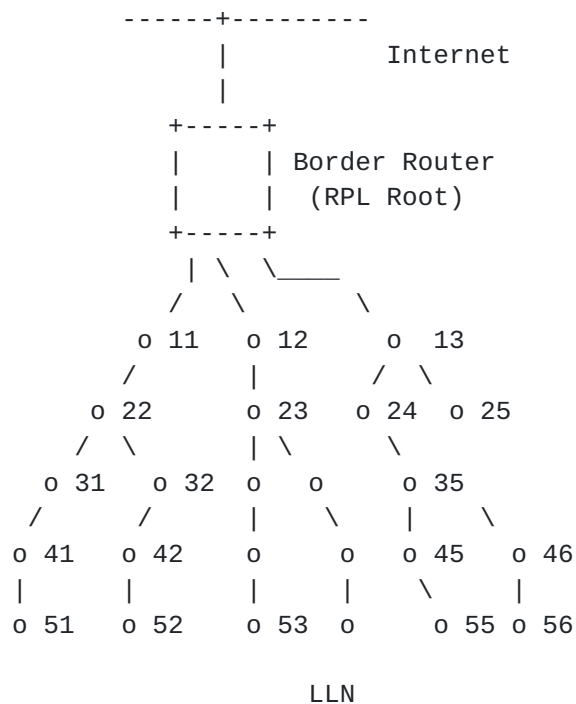 ------+---------
|          Internet
|
+-----+
|     | Border Router
|     |  (RPL Root)
+-----+
| \  \____
/   \       \
o 11   o 12     o  13
/       |       /  \
o 22      o 23   o 24  o 25
/  \       | \      \
o 31   o 32  o   o     o 35
/      /      |    \    |    \
o 41   o 42   o     o   o 45   o 46
|      |      |     |    \     |
o 51   o 52   o 53  o     o 55 o 56
LLN